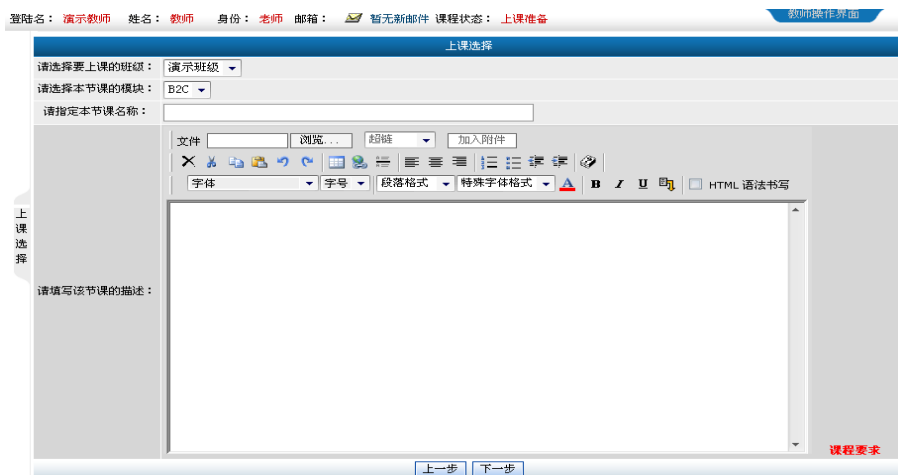 登陆名： 演示教师 姓名： 教师 身份： 老师 邮箱： 暂无新邮件 课程状态： 上课准备
教师操作界面
上课选择
请选择要上课的班级： 演示班级
请选择本节课的模块： B2C
请指定本节课名称：
文件 浏览... 超链 加入附件
字体 字号 段落格式 特殊字体格式 A B I U HTML 语法书写
上课选择
请填写该节课的描述：
课程要求
上一步 下一步